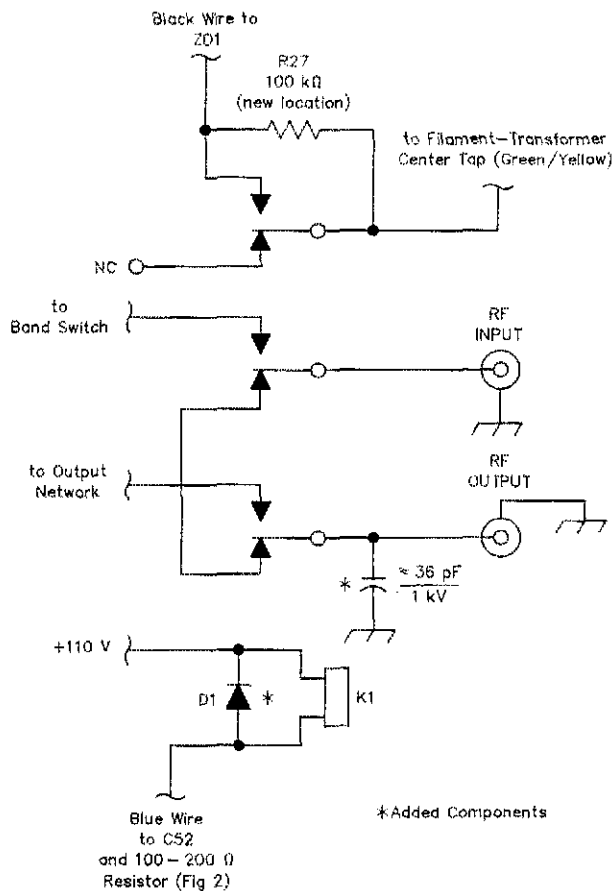 Black Wire to
ZD1
R27
100 kΩ
(new location)
to Filament-Transformer
Center Tap (Green/Yellow)
NC
to
Band Switch
RF
INPUT
to Output
Network
RF
OUTPUT
* ≈ 36 pF
1 kV
+110 V
D1
*
K1
*Added Components
Blue Wire
to C52
and 100-200 Ω
Resistor (Fig 2)